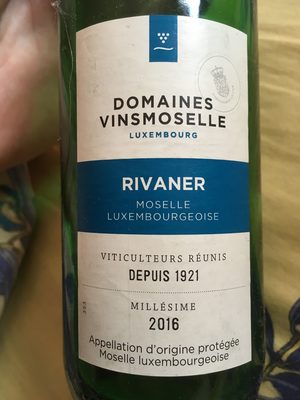 DOMAINES
VINSMOSELLE
LUXEMBOURG
RIVANER
MOSELLE
LUXEMBOURGEOISE
VITICULTEURS RÉUNIS
DEPUIS 1921
MILLÉSIME
2016
Appellation d'origine protégée
Moselle luxembourgeoise